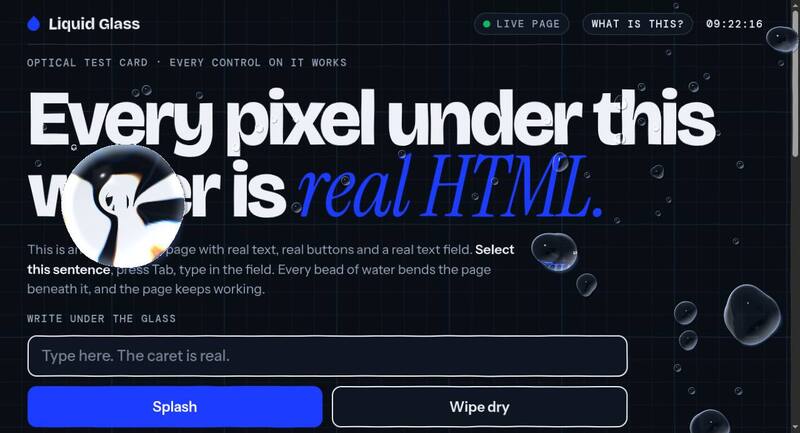 Liquid Glass
LIVE PAGE
WHAT IS THIS?
09:22:16
OPTICAL TEST CARD · EVERY CONTROL ON IT WORKS
Every pixel under this
is real HTML.
This is page with real text, real buttons and a real text field. Select
this sentence, press Tab, type in the field. Every bead of water bends the page
beneath it, and the page keeps working.
WRITE UNDER THE GLASS
Type here. The caret is real.
Splash
Wipe dry